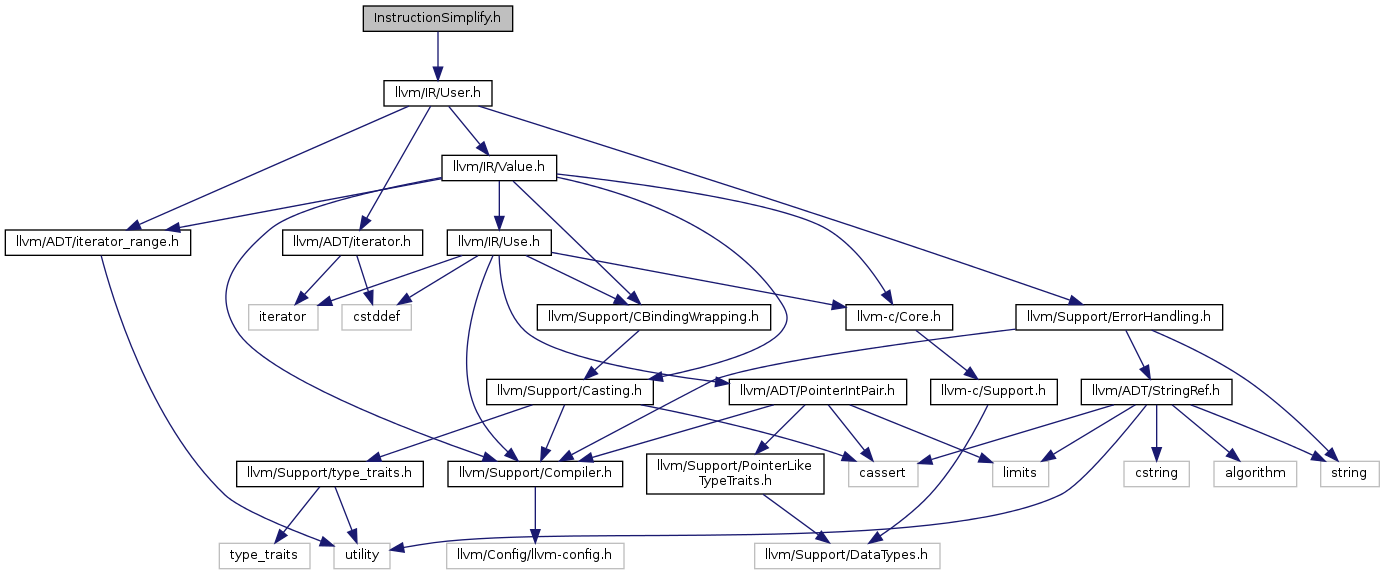 InstructionSimplify.h
llvm/IR/User.h
llvm/IR/Value.h
llvm/ADT/iterator_range.h
llvm/ADT/iterator.h
llvm/IR/Use.h
iterator
cstddef
llvm/Support/CBindingWrapping.h
llvm-c/Core.h
llvm/Support/ErrorHandling.h
llvm/Support/Casting.h
llvm/ADT/PointerIntPair.h
llvm-c/Support.h
llvm/ADT/StringRef.h
llvm/Support/type_traits.h
llvm/Support/Compiler.h
llvm/Support/PointerLike
TypeTraits.h
cassert
limits
cstring
algorithm
string
type_traits
utility
llvm/Config/llvm-config.h
llvm/Support/DataTypes.h